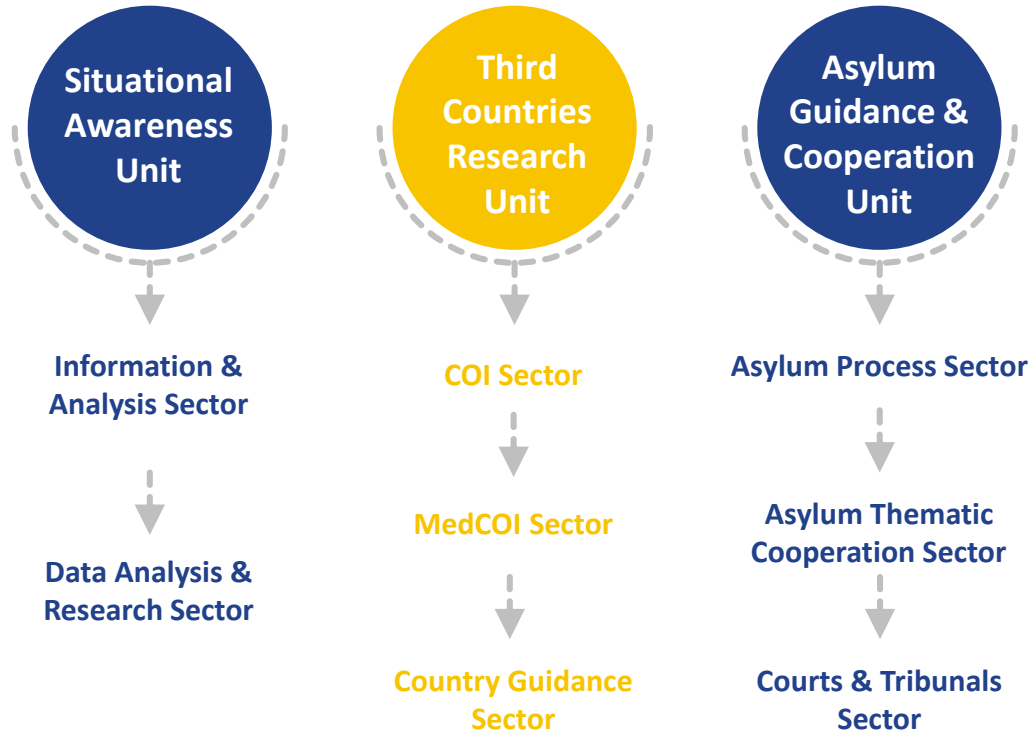 Situational
Awareness
Unit
Third
Countries
Research
Unit
Asylum
Guidance &
Cooperation
Unit
Information &
Analysis Sector
COI Sector
Asylum Process Sector
MedCOI Sector
Asylum Thematic
Cooperation Sector
Data Analysis &
Research Sector
Country Guidance
Sector
Courts & Tribunals
Sector